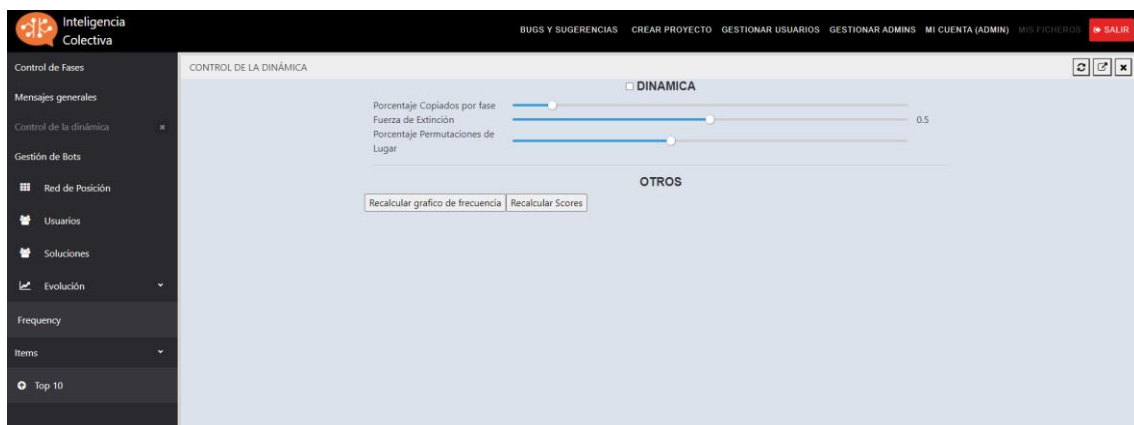 Inteligencia
Colectiva
BUGS Y SUGERENCIAS CREAR PROYECTO GESTIONAR USUARIOS GESTIONAR ADMINS MI CUENTA (ADMIN) MIS FICHEROS SALIR
Control de Fases
Mensajes generales
Control de la dinámica
Gestión de Bots
Red de Posición
Usuarios
Soluciones
Evolución
Frequency
Items
Top 10
CONTROL DE LA DINÁMICA
DINAMICA
Porcentaje Copiados por fase
Fuerza de Extinción 0.5
Porcentaje Permutaciones de
Lugar
OTROS
Recalcular grafico de frecuencia Recalcular Scores